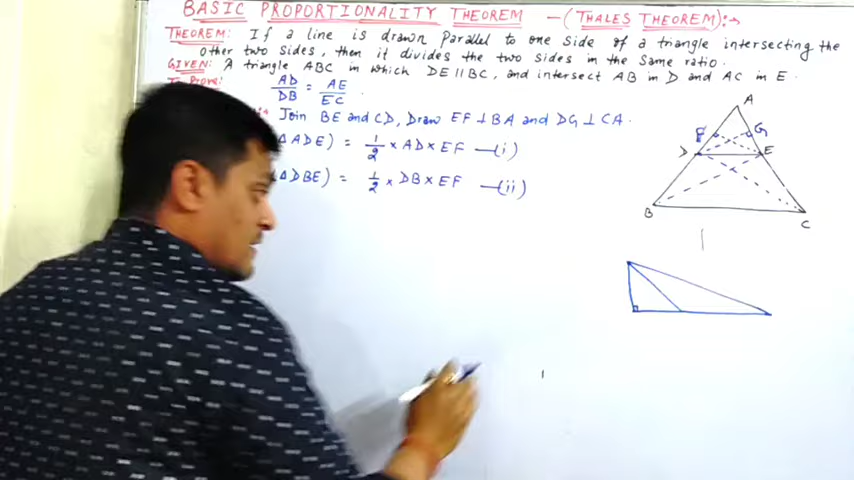 BASIC PROPORTIONALITY THEOREM - (THALES THEOREM):→
THEOREM: If a line is drawn parallel to one side of a triangle intersecting the
other two sides, then it divides the two sides in the same ratio.
GIVEN: A triangle ABC in which DE || BC, and intersect AB in D and AC in E.
To Prove: AD/DB = AE/EC.
Join BE and CD, Draw EF ⊥ BA and DG ⊥ CA.
△ADE) = 1/2 × AD × EF —(i)
△DBE) = 1/2 × DB × EF —(ii)
A
F G
D E
B C